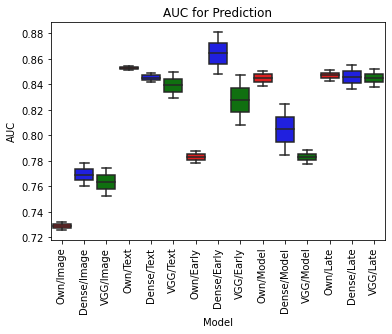 AUC for Prediction
AUC
0.88
0.86
0.84
0.82
0.80
0.78
0.76
0.74
0.72
Own/Image
Dense/Image
VGG/Image
Own/Text
Dense/Text
VGG/Text
Own/Early
Dense/Early
VGG/Early
Own/Model
Dense/Model
VGG/Model
Own/Late
Dense/Late
VGG/Late
Model